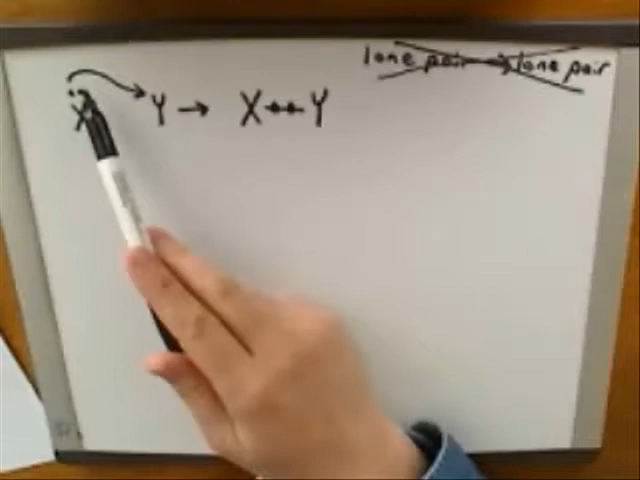 lone pair → lone pair
X Y → X Y